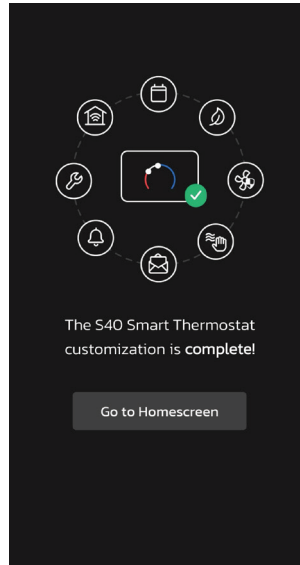 The S40 Smart Thermostat
customization is complete!
Go to Homescreen